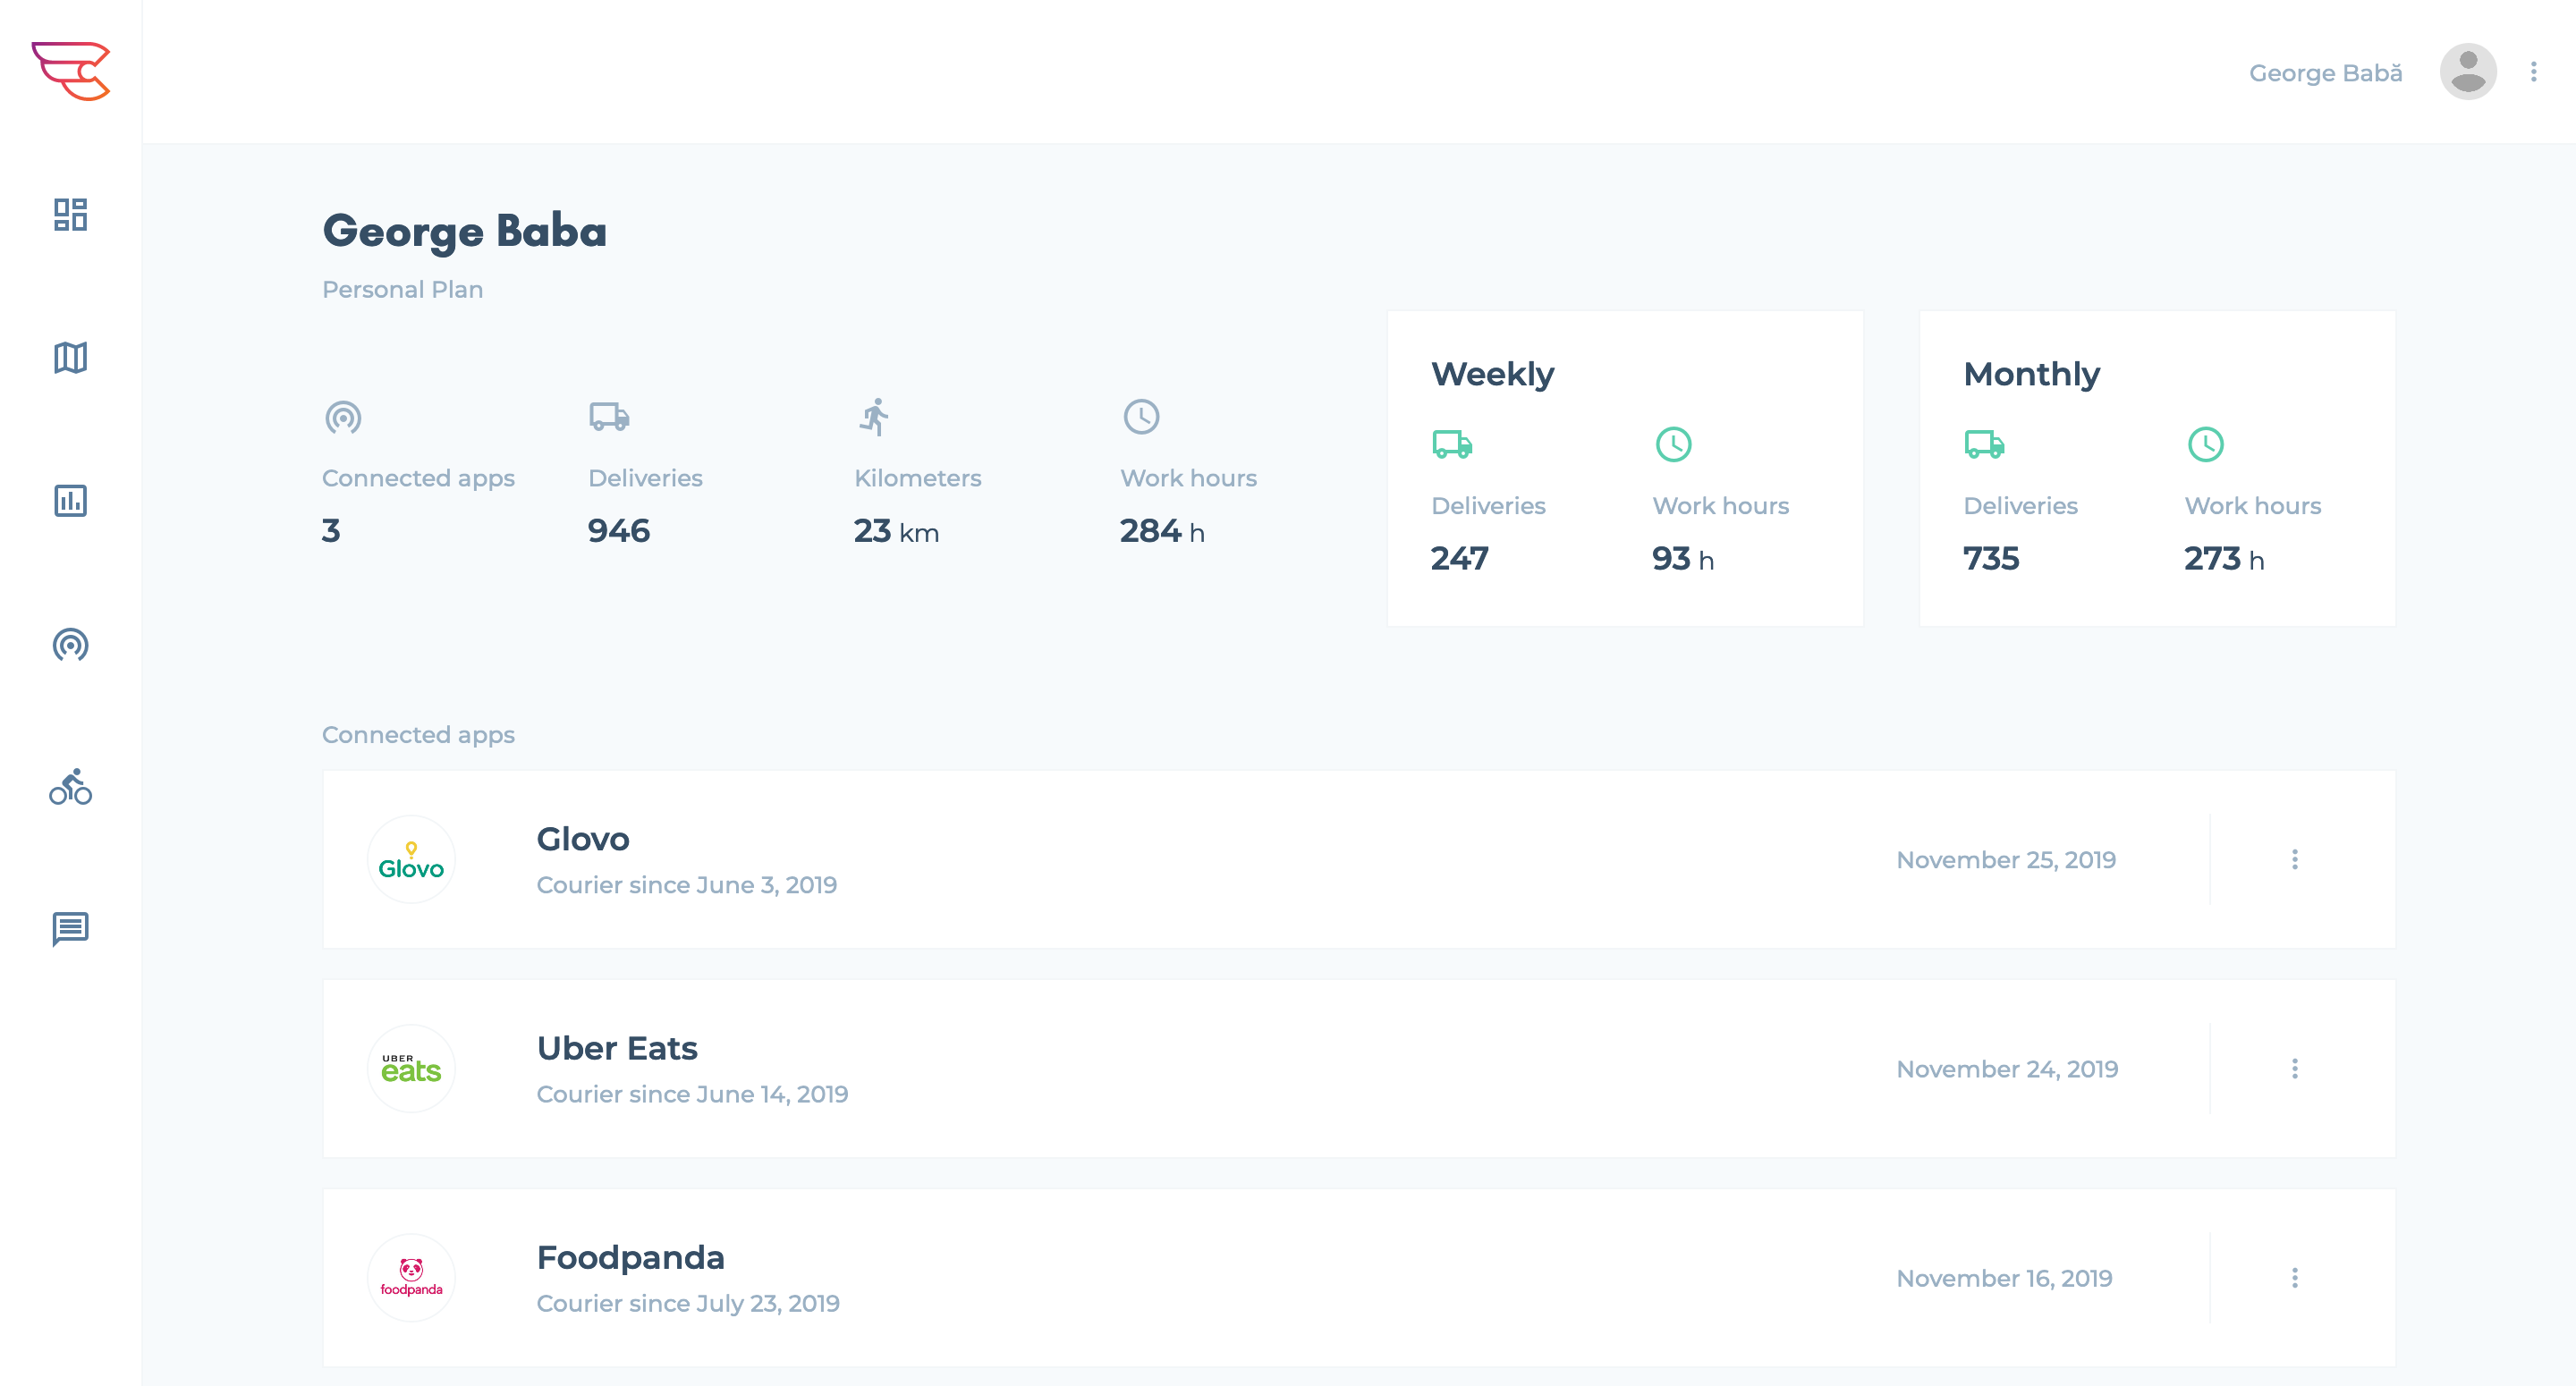 George Babă
George Baba
Personal Plan
Connected apps
3
Deliveries
946
Kilometers
23 km
Work hours
284 h
Weekly
Deliveries
247
Work hours
93 h
Monthly
Deliveries
735
Work hours
273 h
Connected apps
Glovo
Glovo
Courier since June 3, 2019
November 25, 2019
UBER
eats
Uber Eats
Courier since June 14, 2019
November 24, 2019
foodpanda
Foodpanda
Courier since July 23, 2019
November 16, 2019